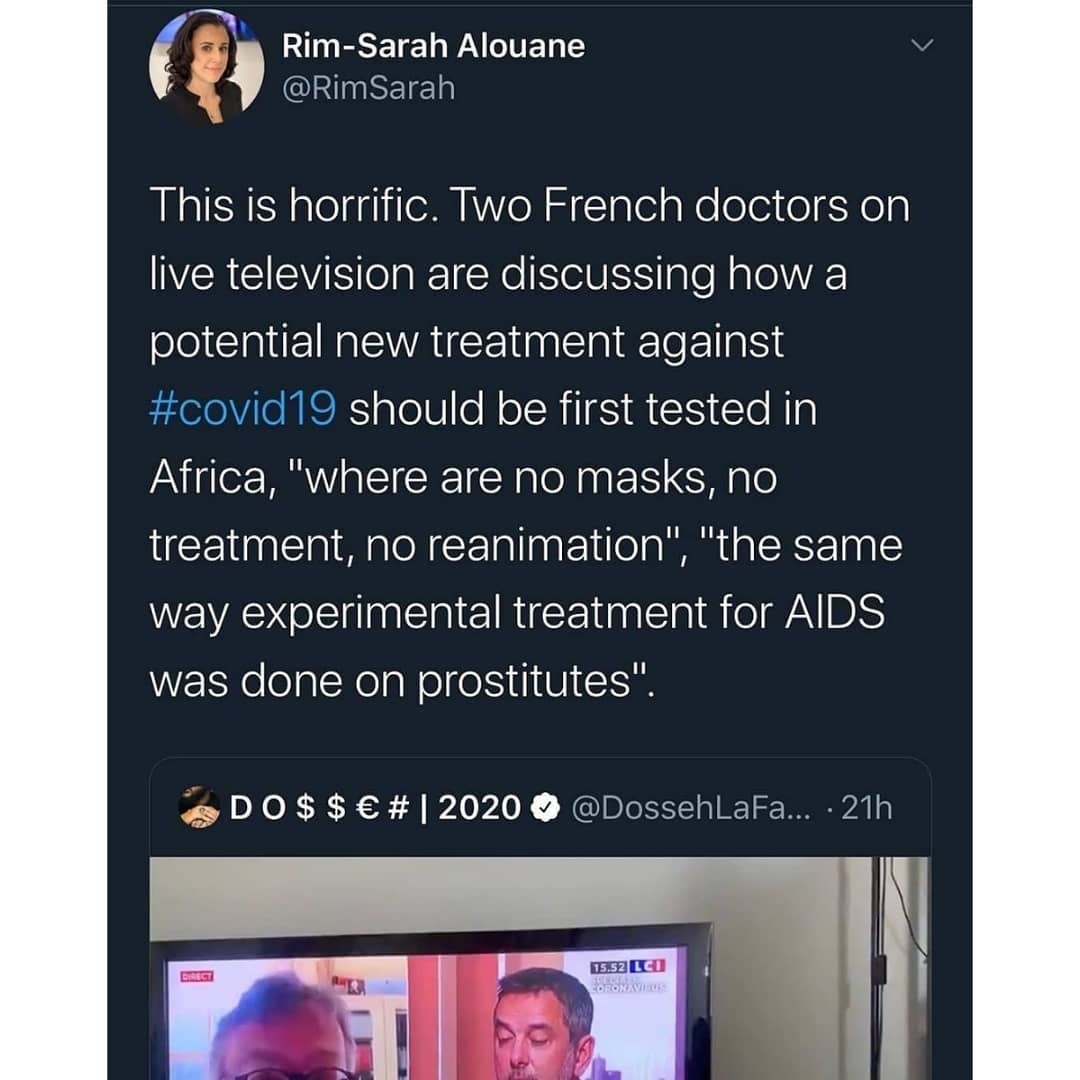 Rim-Sarah Alouane
@RimSarah
This is horrific. Two French doctors on
live television are discussing how a
potential new treatment against
#covid19 should be first tested in
Africa, "where are no masks, no
treatment, no reanimation", "the same
way experimental treatment for AIDS
was done on prostitutes".
D O $ $ € # | 2020 @DossehLaFa... · 21h
DIRECT
15.52 LCI
SPÉCIALE
CORONAVIRUS